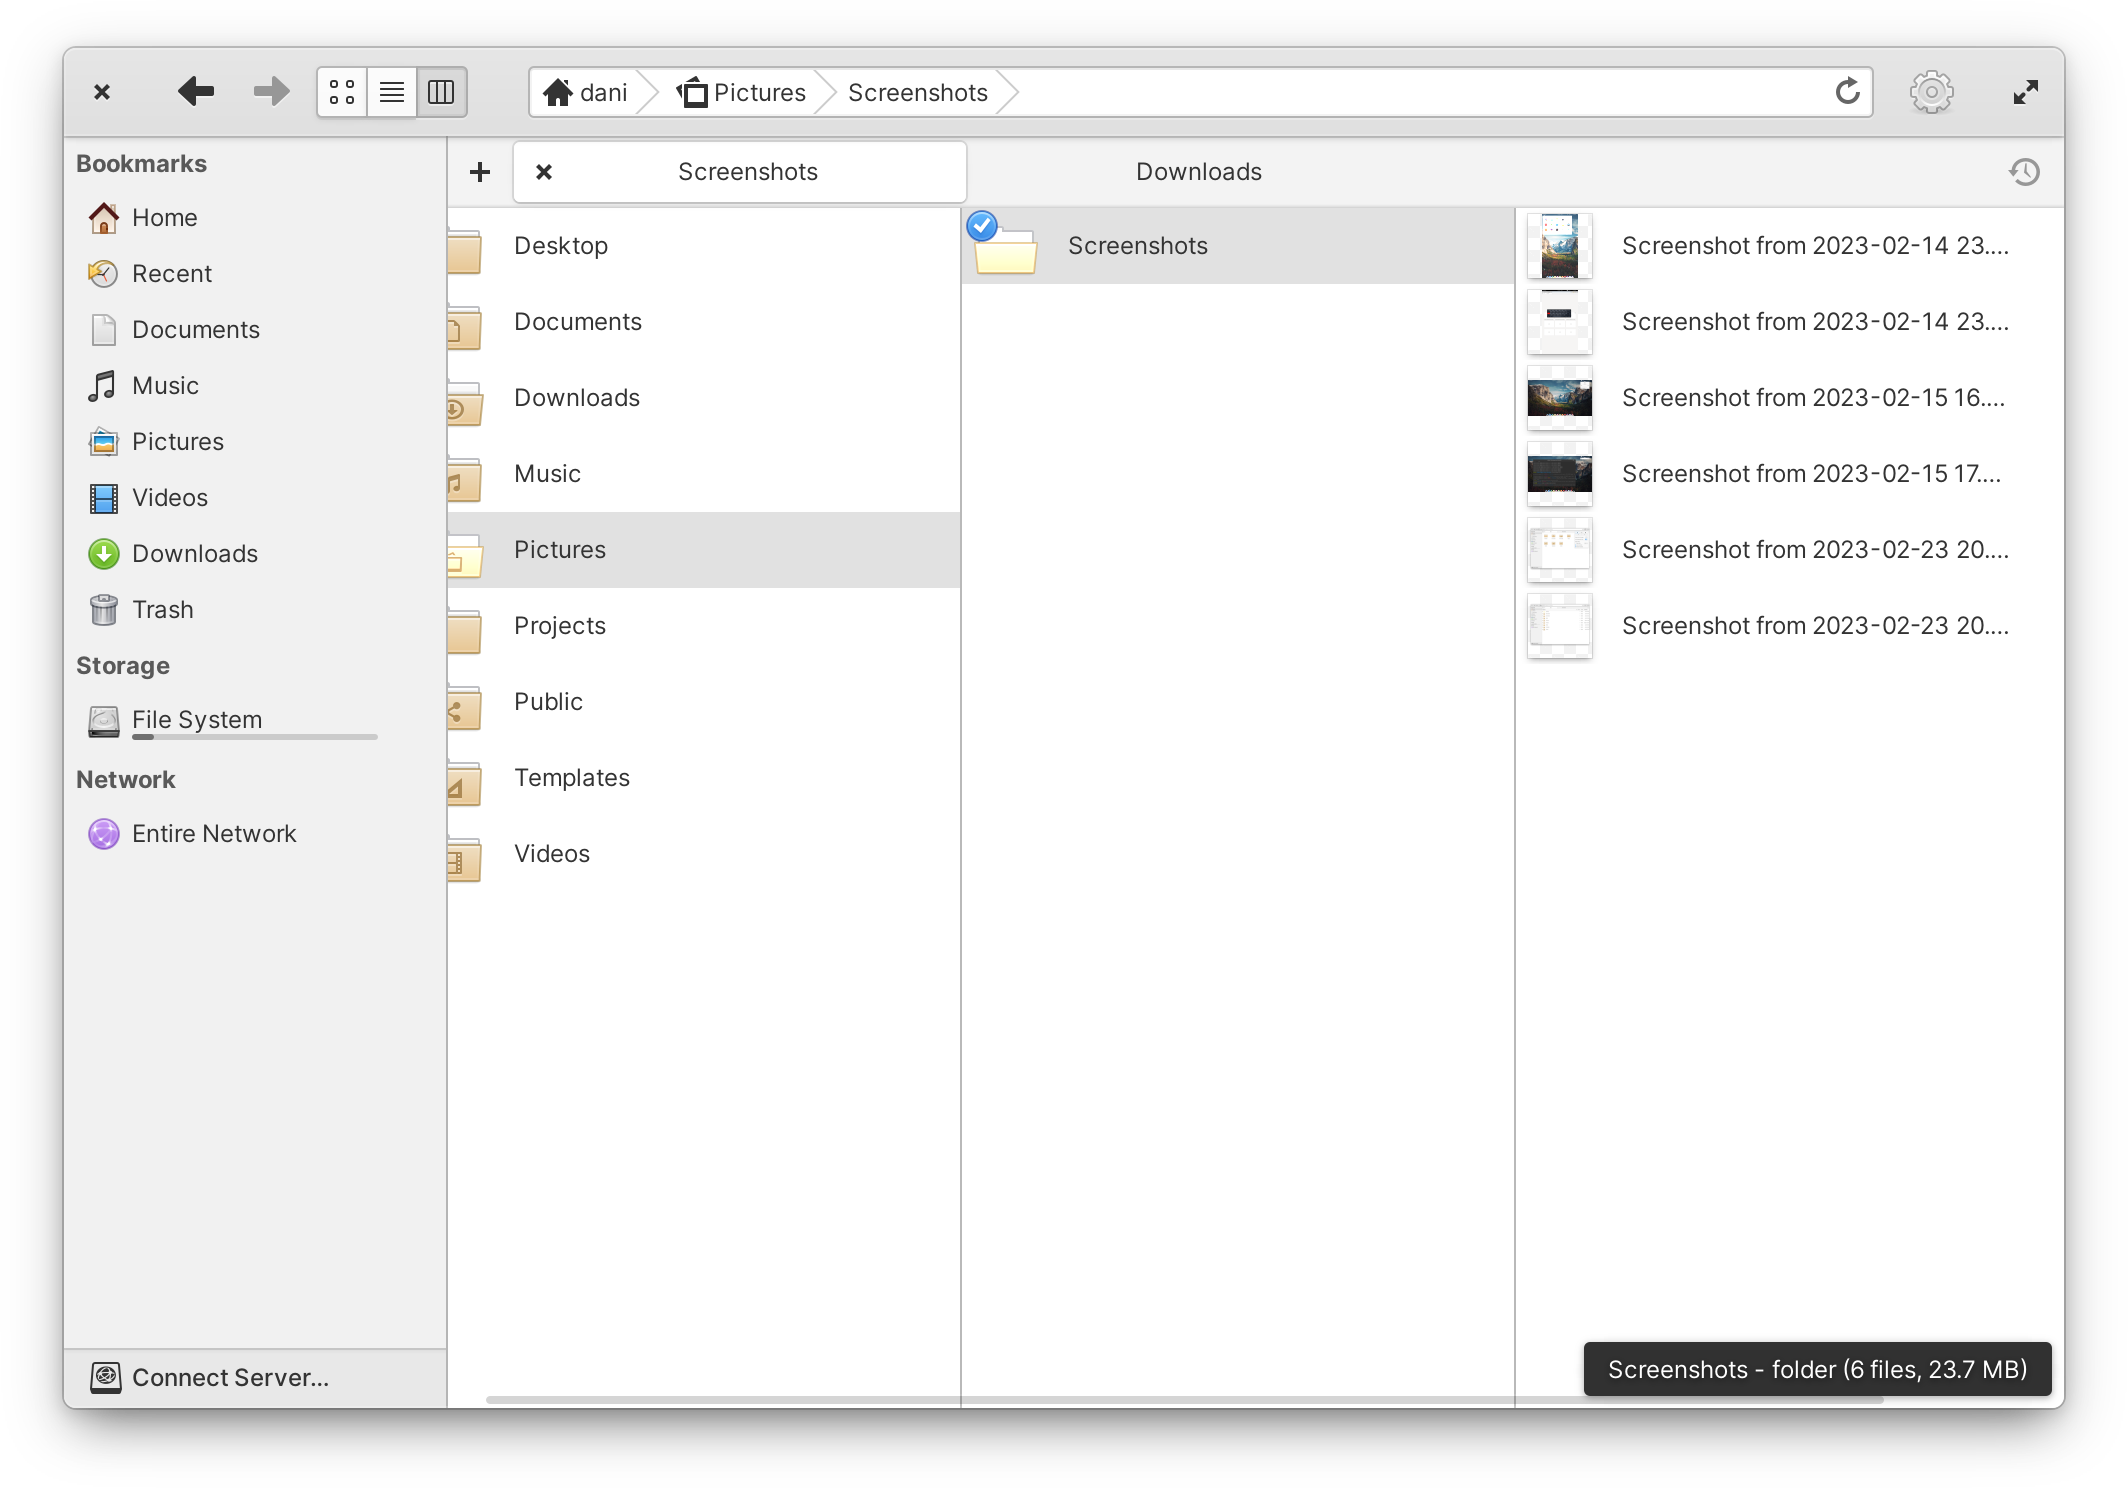 dani
Pictures
Screenshots
Bookmarks
Home
Recent
Documents
Music
Pictures
Videos
Downloads
Trash
Storage
File System
Network
Entire Network
Connect Server...
Screenshots
Downloads
Desktop
Documents
Downloads
Music
Pictures
Projects
Public
Templates
Videos
Screenshots
Screenshot from 2023-02-14 23....
Screenshot from 2023-02-14 23....
Screenshot from 2023-02-15 16....
Screenshot from 2023-02-15 17....
Screenshot from 2023-02-23 20....
Screenshot from 2023-02-23 20....
Screenshots - folder (6 files, 23.7 MB)